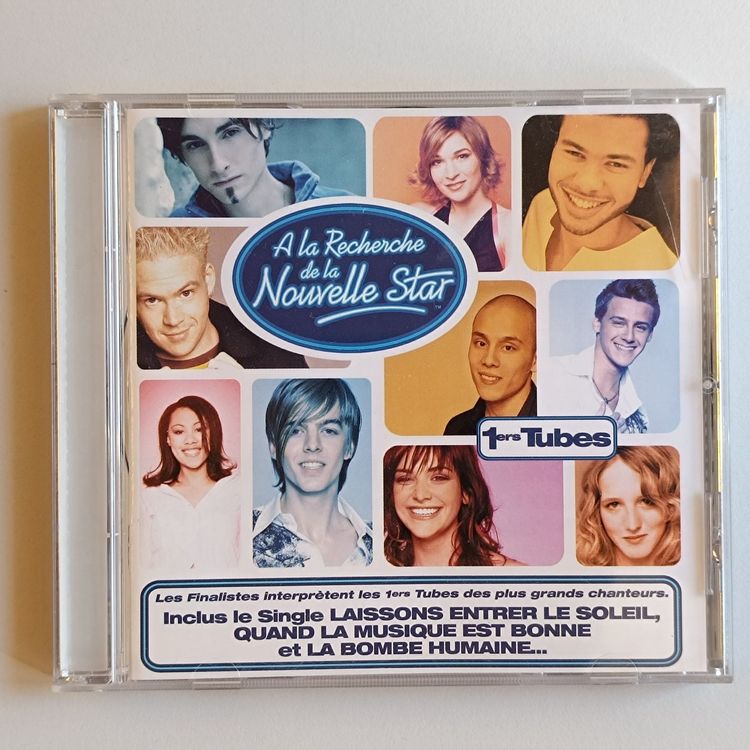 A la Recherche
de la
Nouvelle Star™
1ers Tubes
Les Finalistes interprètent les 1ers Tubes des plus grands chanteurs.
Inclus le Single LAISSONS ENTRER LE SOLEIL,
QUAND LA MUSIQUE EST BONNE
et LA BOMBE HUMAINE...